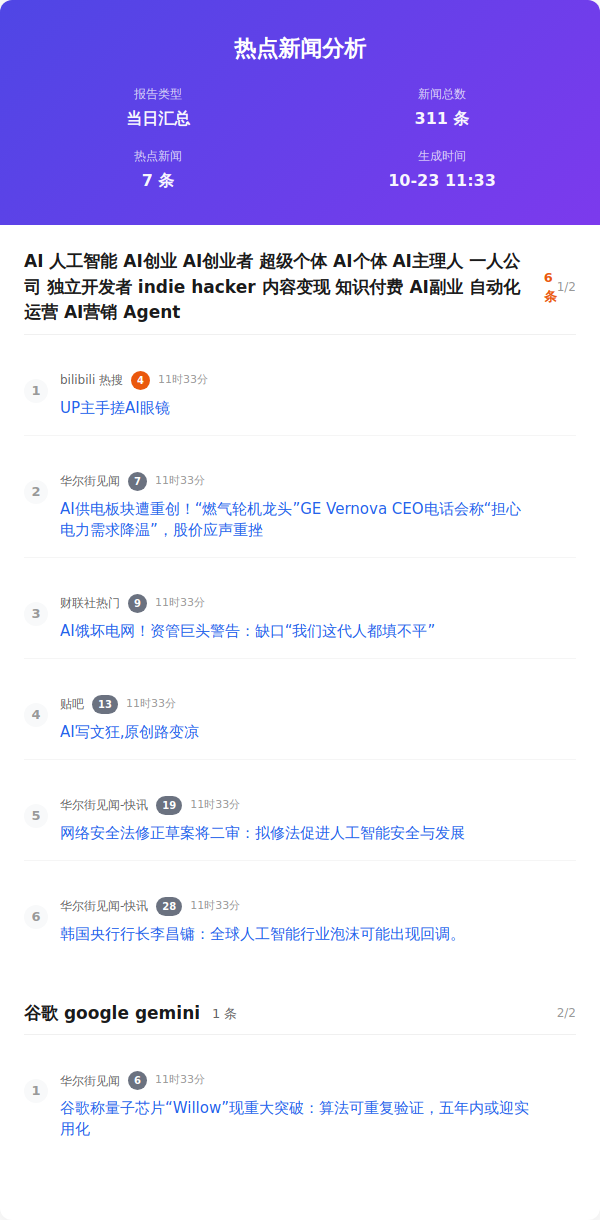 热点新闻分析
报告类型
当日汇总
新闻总数
311 条
热点新闻
7 条
生成时间
10-23 11:33
AI 人工智能 AI创业 AI创业者 超级个体 AI个体 AI主理人 一人公
司 独立开发者 indie hacker 内容变现 知识付费 AI副业 自动化
运营 AI营销 Agent
6
条
1/2
1
bilibili 热搜 4 11时33分
UP主手搓AI眼镜
2
华尔街见闻 7 11时33分
AI供电板块遭重创！“燃气轮机龙头”GE Vernova CEO电话会称“担心
电力需求降温”，股价应声重挫
3
财联社热门 9 11时33分
AI饿坏电网！资管巨头警告：缺口“我们这代人都填不平”
4
贴吧 13 11时33分
AI写文狂,原创路变凉
5
华尔街见闻-快讯 19 11时33分
网络安全法修正草案将二审：拟修法促进人工智能安全与发展
6
华尔街见闻-快讯 28 11时33分
韩国央行行长李昌镛：全球人工智能行业泡沫可能出现回调。
谷歌 google gemini 1 条 2/2
1
华尔街见闻 6 11时33分
谷歌称量子芯片“Willow”现重大突破：算法可重复验证，五年内或迎实
用化